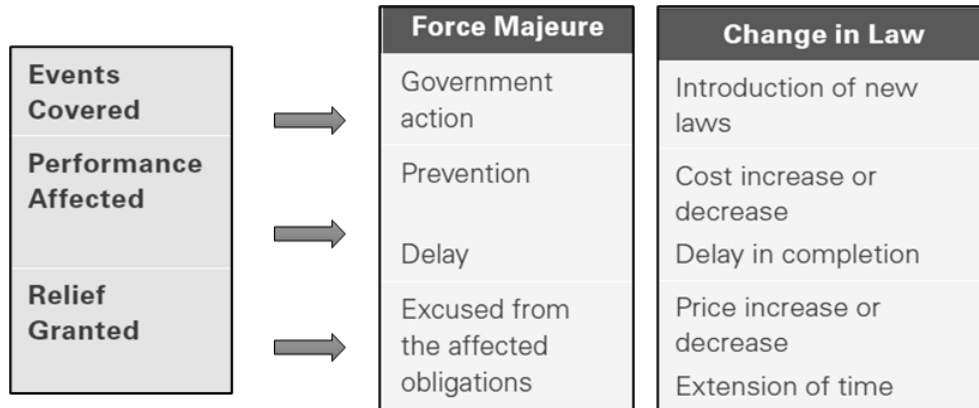 Events
Covered
Performance
Affected
Relief
Granted
Force Majeure
Government
action
Prevention
Delay
Excused from
the affected
obligations
Change in Law
Introduction of new
laws
Cost increase or
decrease
Delay in completion
Price increase or
decrease
Extension of time